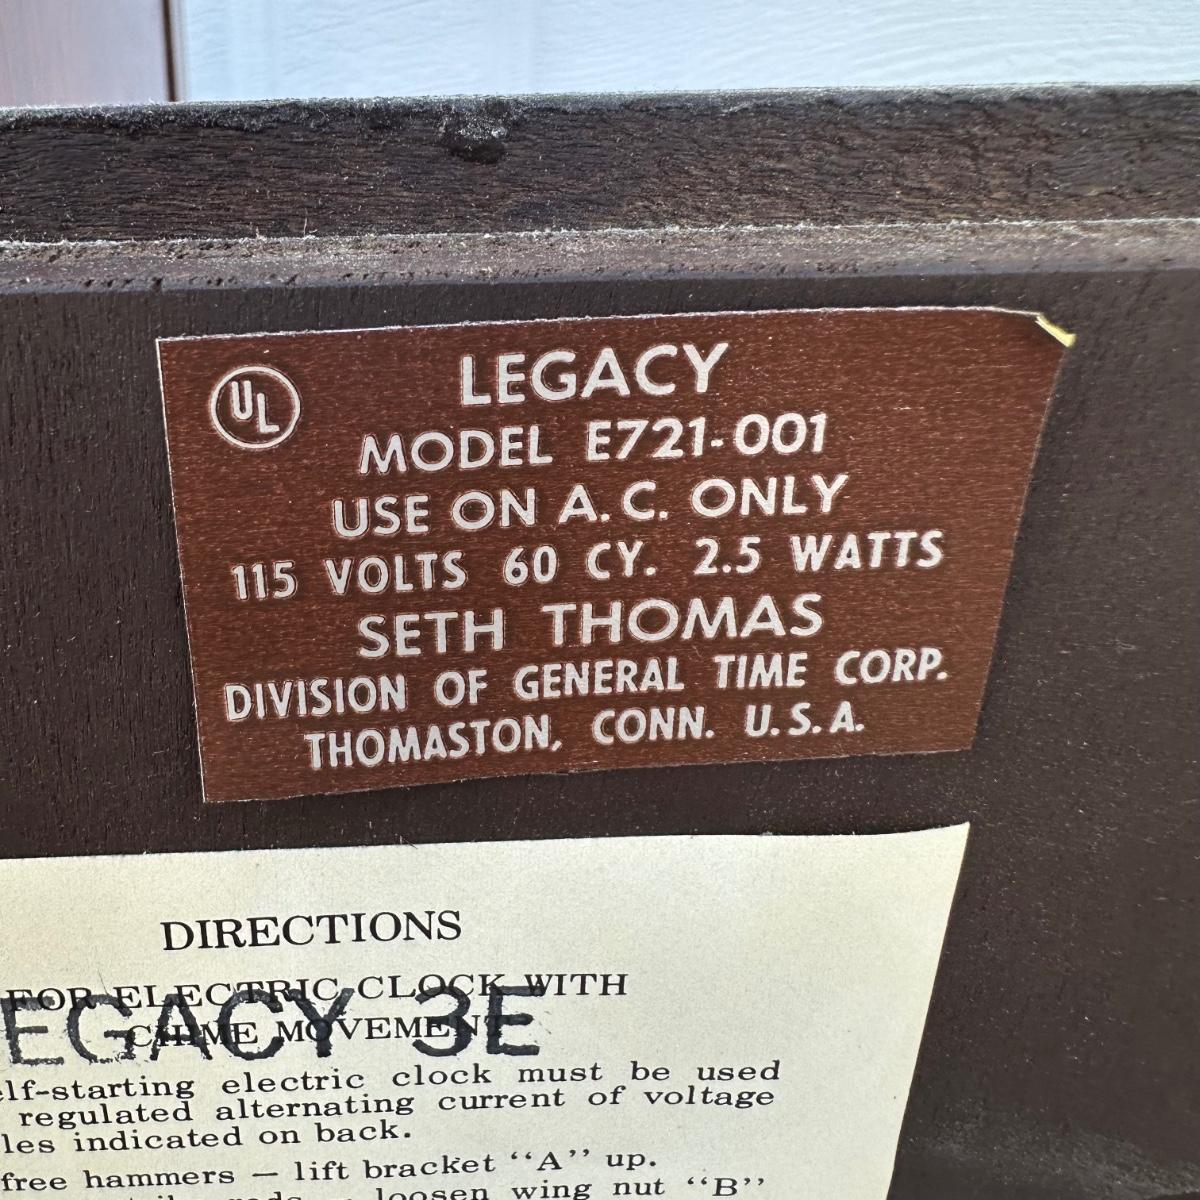 UL
LEGACY
MODEL E721-001
USE ON A.C. ONLY
115 VOLTS 60 CY. 2.5 WATTS
SETH THOMAS
DIVISION OF GENERAL TIME CORP.
THOMASTON, CONN. U.S.A.
DIRECTIONS
FOR ELECTRIC CLOCK WITH
CHIME MOVEMENT
EGACY 3E
elf-starting electric clock must be used
regulated alternating current of voltage
les indicated on back.
free hammers — lift bracket “A” up.
loosen wing nut “B”